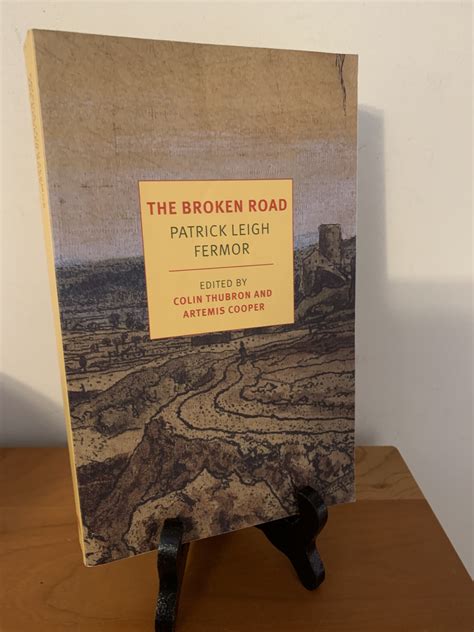 THE BROKEN ROAD
PATRICK LEIGH
FERMOR
EDITED BY
COLIN THUBRON AND
ARTEMIS COOPER